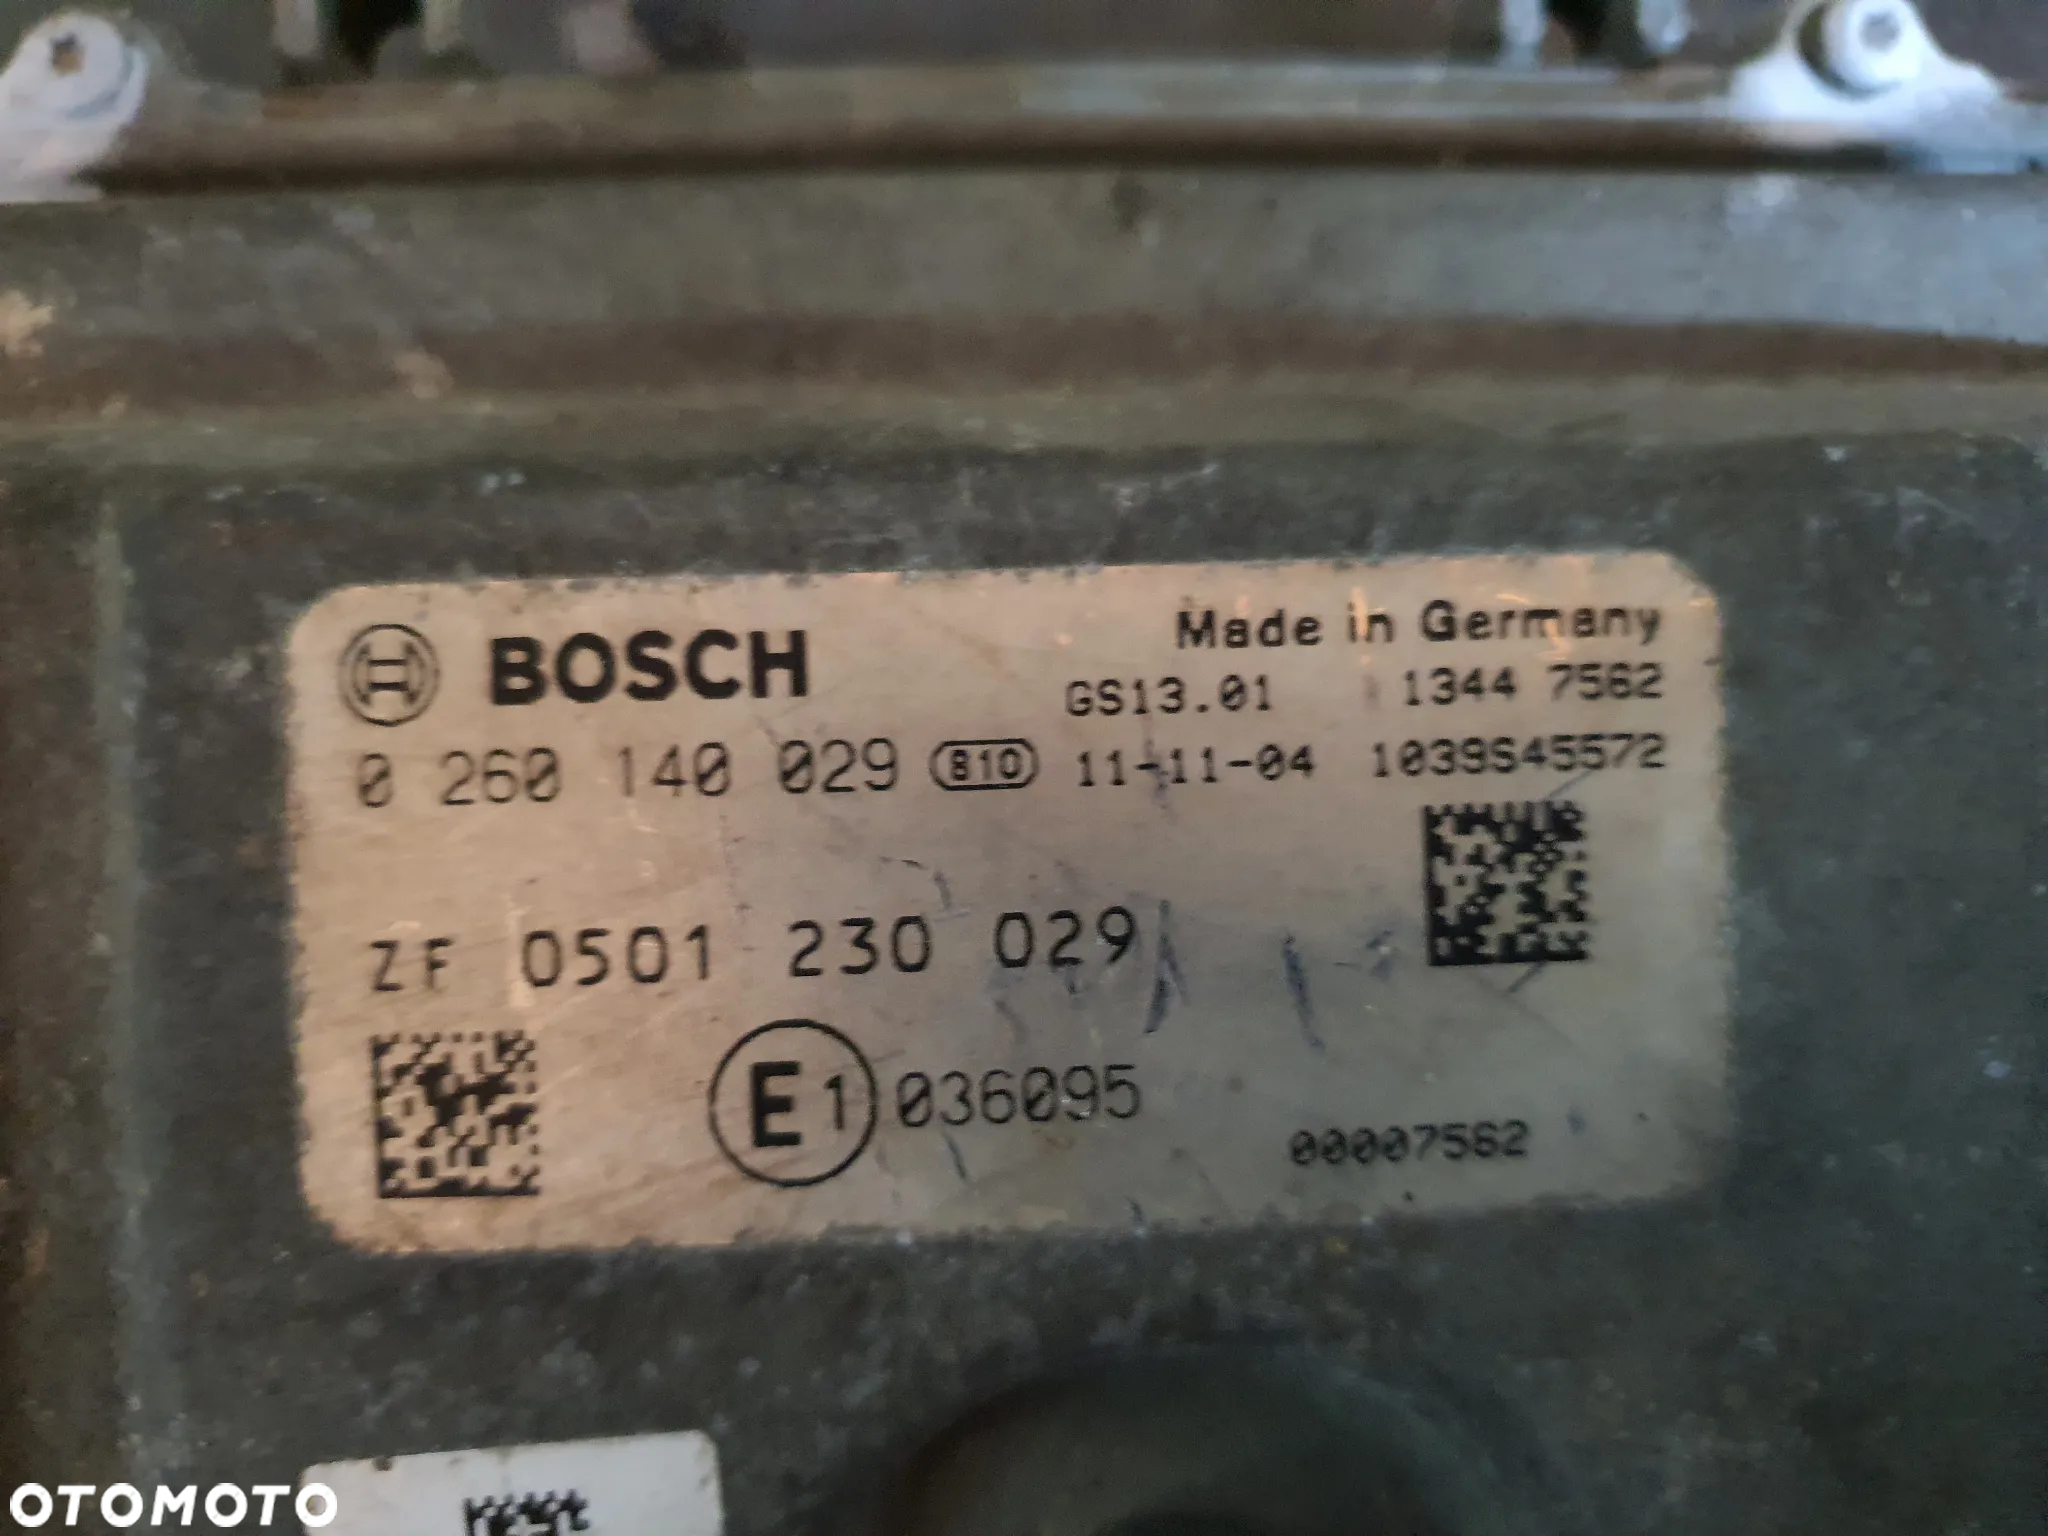 BOSCH
Made in Germany
GS13.01 1344 7562
0 260 140 029 810 11-11-04 1039S45572
ZF 0501 230 029
E1 036095
00007562
OTOMOTO